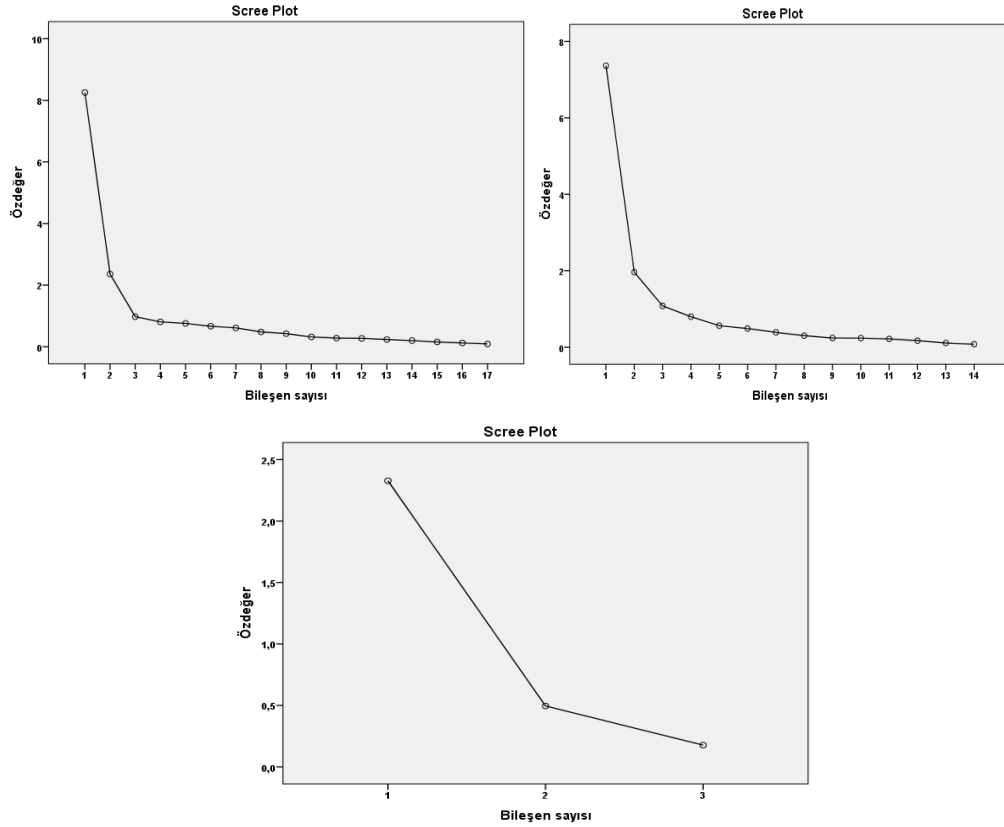 Scree Plot
10
8
6
4
2
0
Özdeğer
1 2 3 4 5 6 7 8 9 10 11 12 13 14 15 16 17
Bileşen sayısı
Scree Plot
8
6
4
2
0
Özdeğer
1 2 3 4 5 6 7 8 9 10 11 12 13 14
Bileşen sayısı
Scree Plot
2,5
2,0
1,5
1,0
0,5
0,0
Özdeğer
1 2 3
Bileşen sayısı